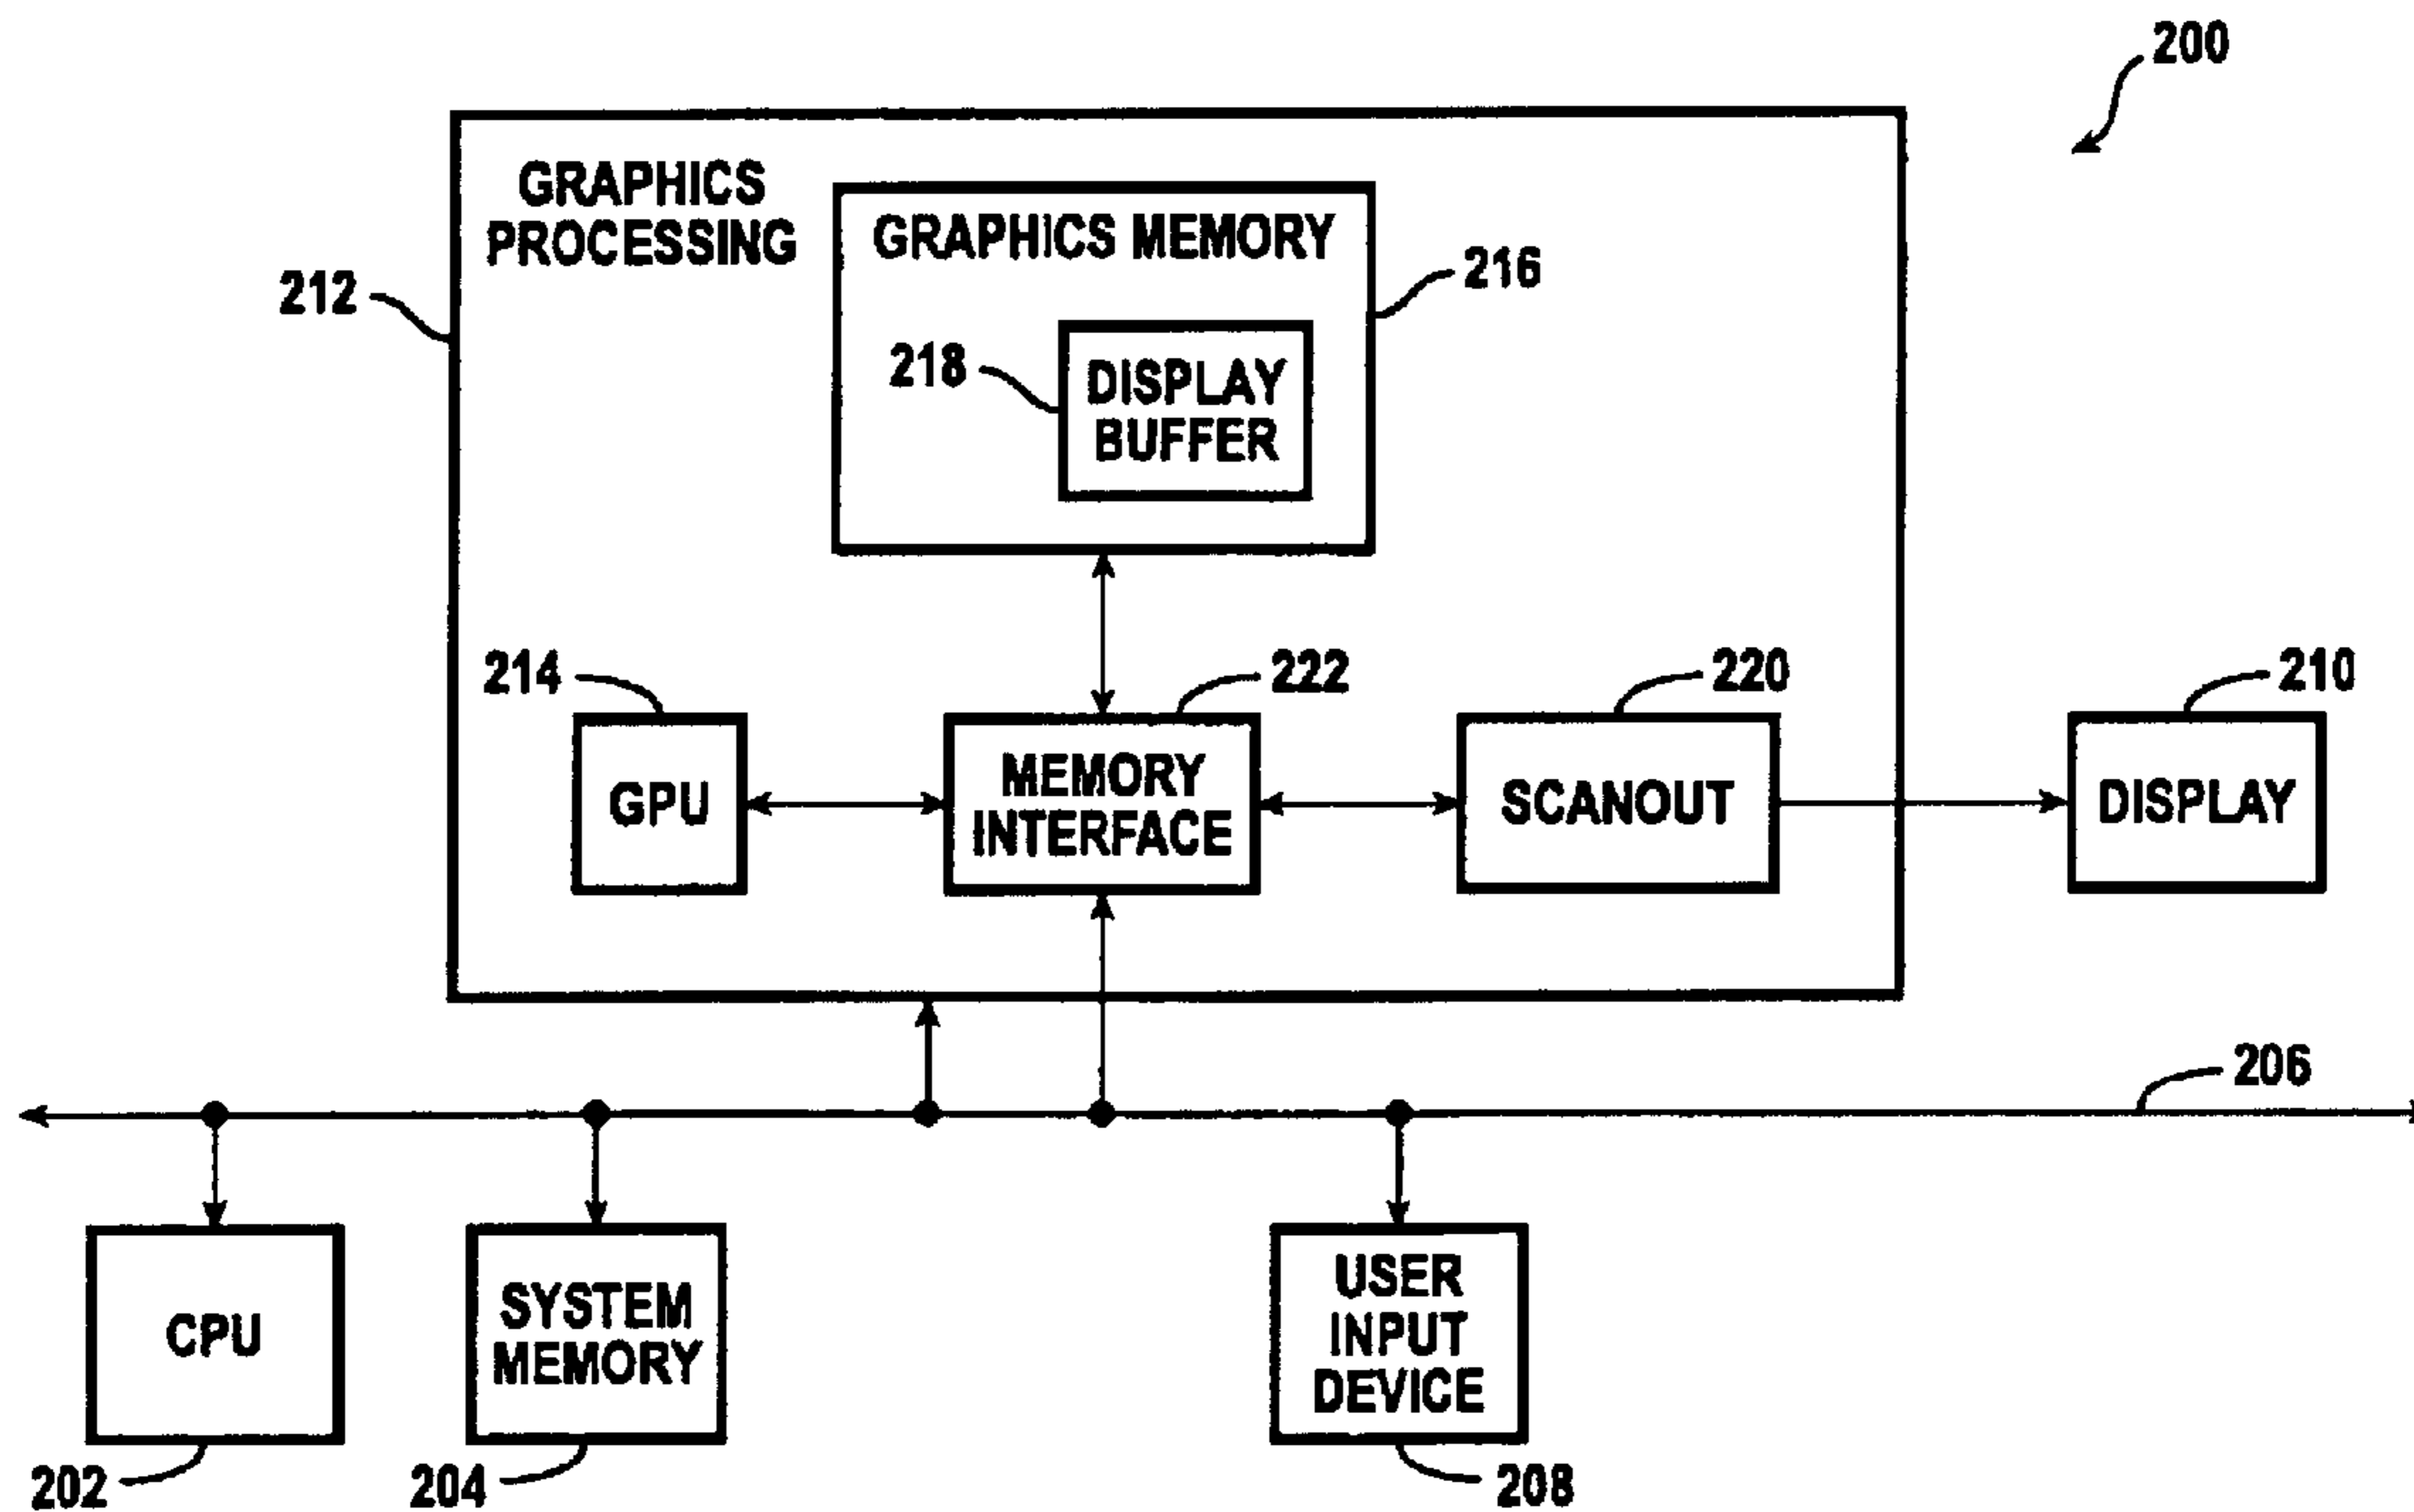 200
GRAPHICS
PROCESSING
GRAPHICS MEMORY
212
216
218
DISPLAY
BUFFER
214
222
220
210
GPU
MEMORY
INTERFACE
SCANOUT
DISPLAY
206
CPU
SYSTEM
MEMORY
USER
INPUT
DEVICE
202
204
208